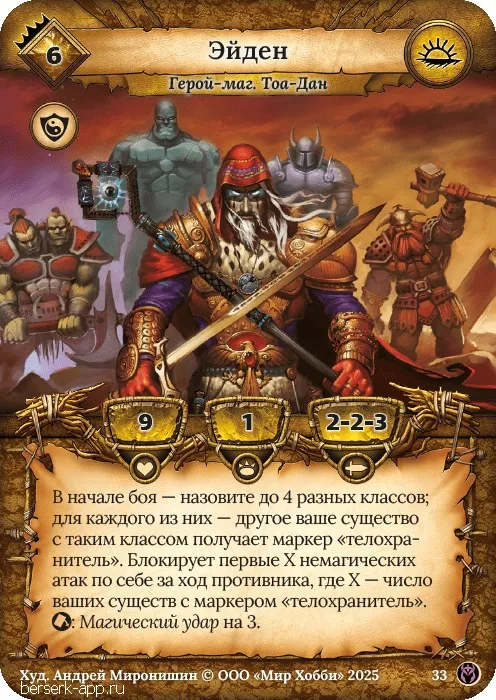 6
Эйден
Герой-маг. Тоа-Дан
9
1
2-2-3
В начале боя — назовите до 4 разных классов;
для каждого из них — другое ваше существо
с таким классом получает маркер «телохра-
нитель». Блокирует первые X немагических
атак по себе за ход противника, где X — число
ваших существ с маркером «телохранитель».
: Магический удар на 3.
Худ. Андрей Миронишин © ООО «Мир Хобби» 2025
33
berserk-app.ru